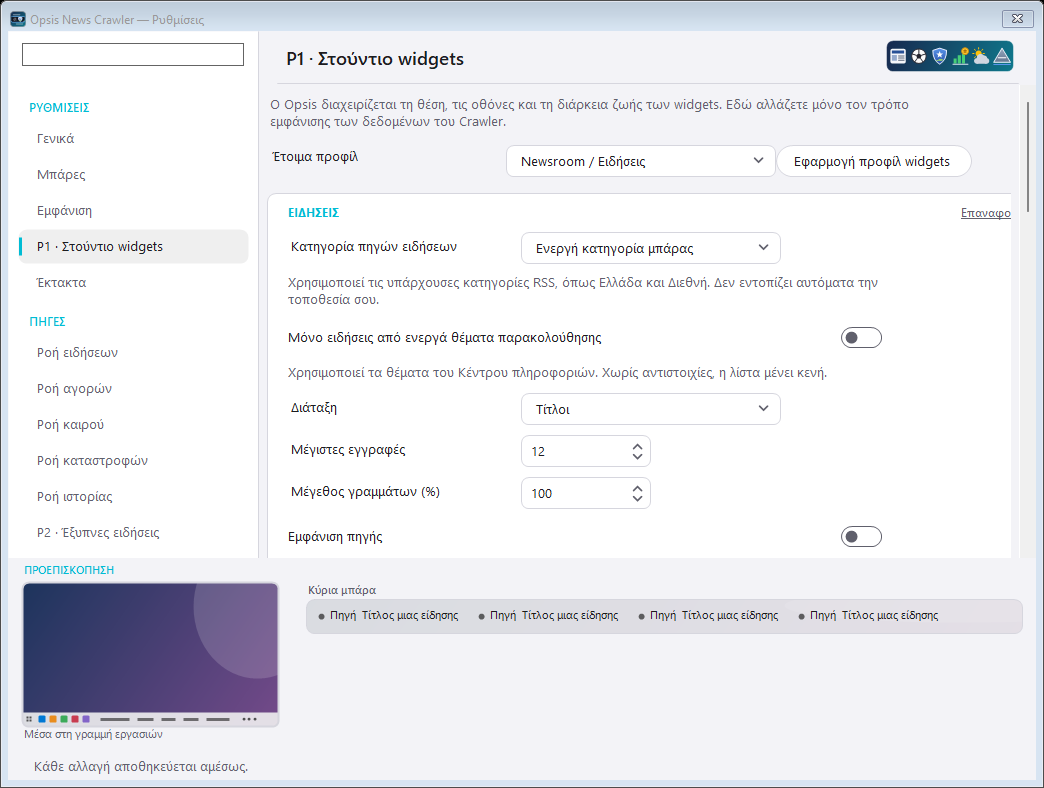 Opsis News Crawler — Ρυθμίσεις
P1 · Στούντιο widgets
ΡΥΘΜΙΣΕΙΣ
Γενικά
Μπάρες
Εμφάνιση
P1 · Στούντιο widgets
Έκτακτα
ΠΗΓΕΣ
Ροή ειδήσεων
Ροή αγορών
Ροή καιρού
Ροή καταστροφών
Ροή ιστορίας
P2 · Έξυπνες ειδήσεις
Ο Opsis διαχειρίζεται τη θέση, τις οθόνες και τη διάρκεια ζωής των widgets. Εδώ αλλάζετε μόνο τον τρόπο
εμφάνισης των δεδομένων του Crawler.
Έτοιμα προφίλ
Newsroom / Ειδήσεις
Εφαρμογή προφίλ widgets
ΕΙΔΗΣΕΙΣ
Επαναφο
Κατηγορία πηγών ειδήσεων
Ενεργή κατηγορία μπάρας
Χρησιμοποιεί τις υπάρχουσες κατηγορίες RSS, όπως Ελλάδα και Διεθνή. Δεν εντοπίζει αυτόματα την
τοποθεσία σου.
Μόνο ειδήσεις από ενεργά θέματα παρακολούθησης
Χρησιμοποιεί τα θέματα του Κέντρου πληροφοριών. Χωρίς αντιστοιχίες, η λίστα μένει κενή.
Διάταξη
Τίτλοι
Μέγιστες εγγραφές
12
Μέγεθος γραμμάτων (%)
100
Εμφάνιση πηγής
ΠΡΟΕΠΙΣΚΟΠΗΣΗ
Μέσα στη γραμμή εργασιών
Κύρια μπάρα
● Πηγή Τίτλος μιας είδησης ● Πηγή Τίτλος μιας είδησης ● Πηγή Τίτλος μιας είδησης ● Πηγή Τίτλος μιας είδησης
Κάθε αλλαγή αποθηκεύεται αμέσως.